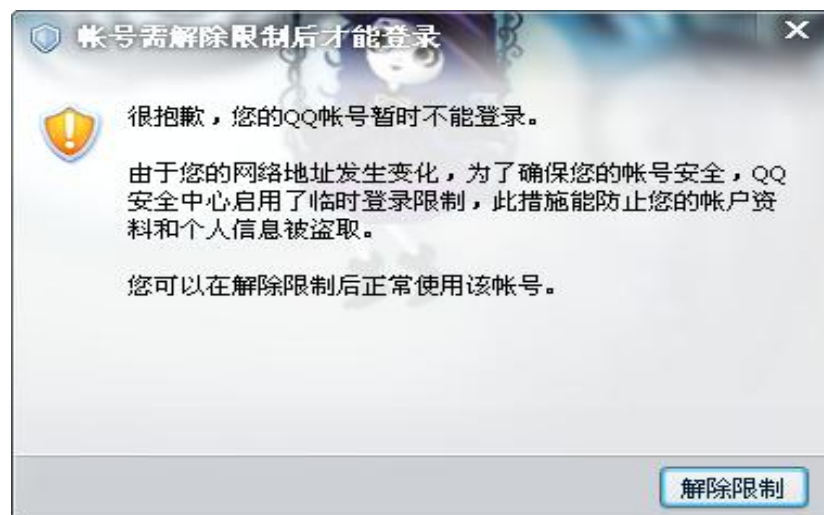 帐号需解除限制后才能登录
很抱歉，您的QQ帐号暂时不能登录。
由于您的网络地址发生变化，为了确保您的帐号安全，QQ
安全中心启用了临时登录限制，此措施能防止您的帐户资
料和个人信息被盗取。
您可以在解除限制后正常使用该帐号。
解除限制